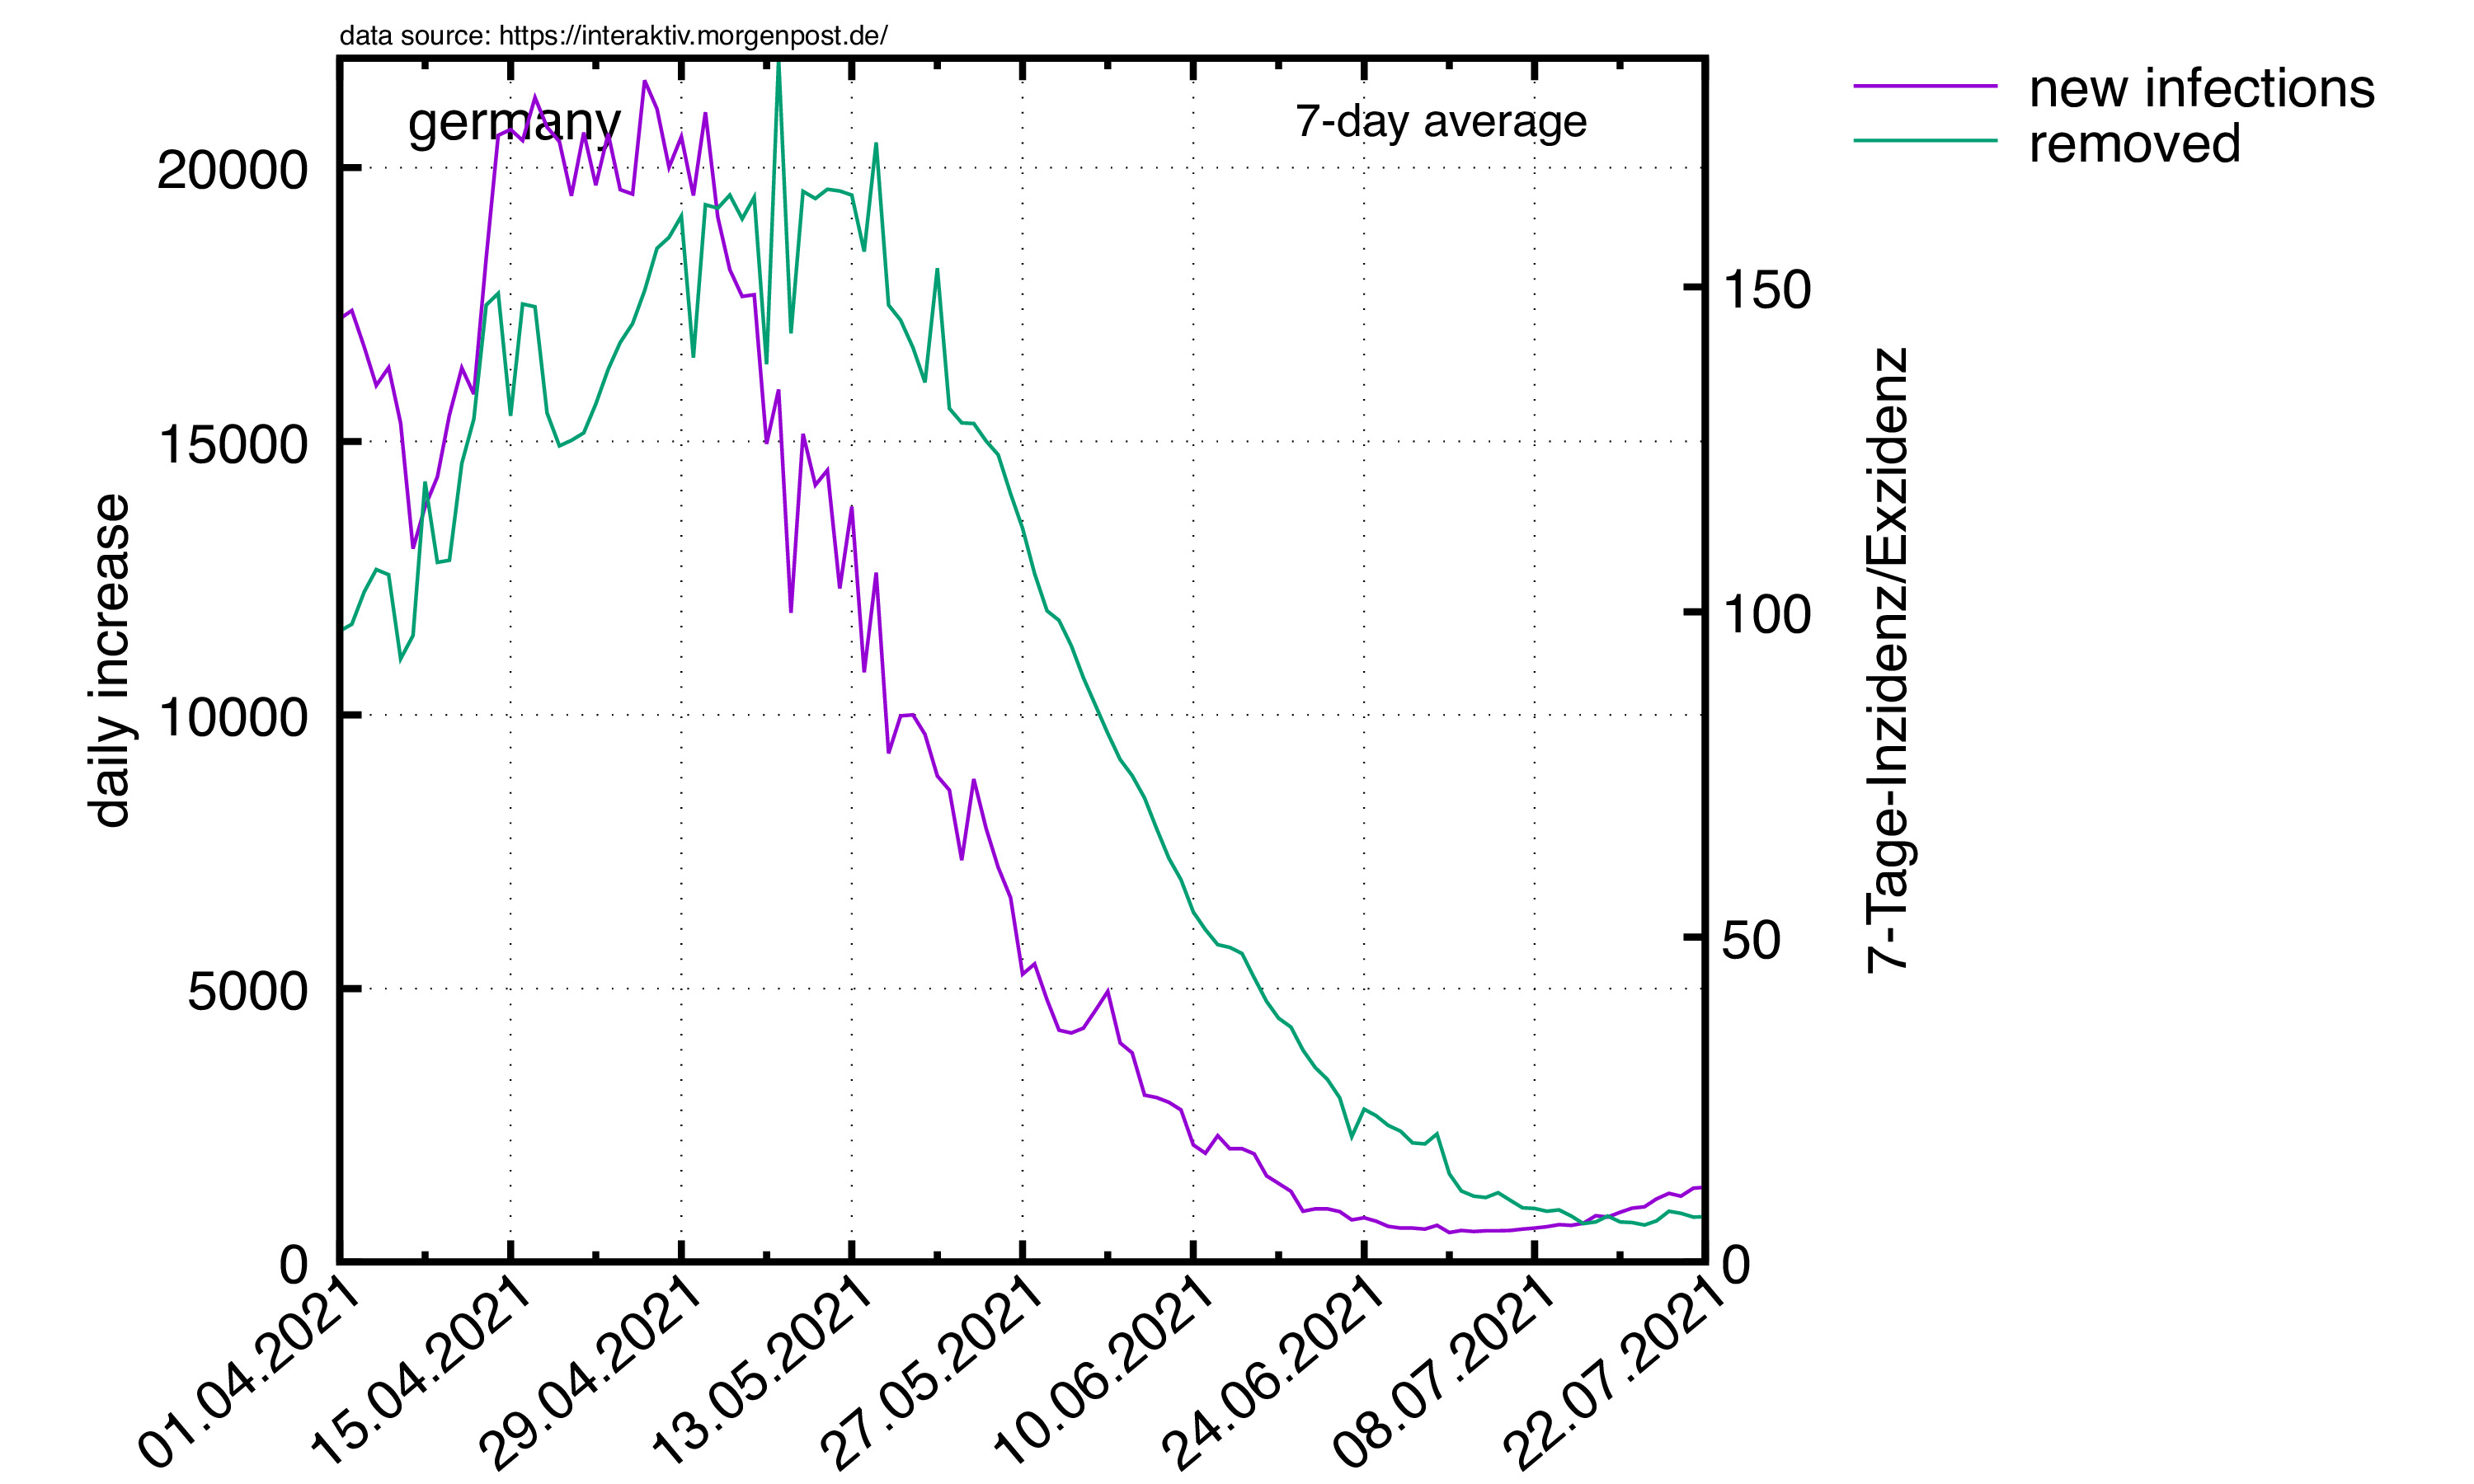 data source: https://interaktiv.morgenpost.de/
germany
7-day average
new infections
removed
daily increase
20000
15000
10000
5000
0
150
100
50
0
7-Tage-Inzidenz/Exzidenz
01.04.2021
15.04.2021
29.04.2021
13.05.2021
27.05.2021
10.06.2021
24.06.2021
08.07.2021
22.07.2021